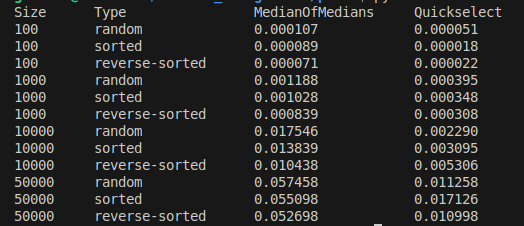 Size Type MedianOfMedians Quickselect
100 random 0.000107 0.000051
100 sorted 0.000089 0.000018
100 reverse-sorted 0.000071 0.000022
1000 random 0.001188 0.000395
1000 sorted 0.001028 0.000348
1000 reverse-sorted 0.000839 0.000308
10000 random 0.017546 0.002290
10000 sorted 0.013839 0.003095
10000 reverse-sorted 0.010438 0.005306
50000 random 0.057458 0.011258
50000 sorted 0.055098 0.017126
50000 reverse-sorted 0.052698 0.010998